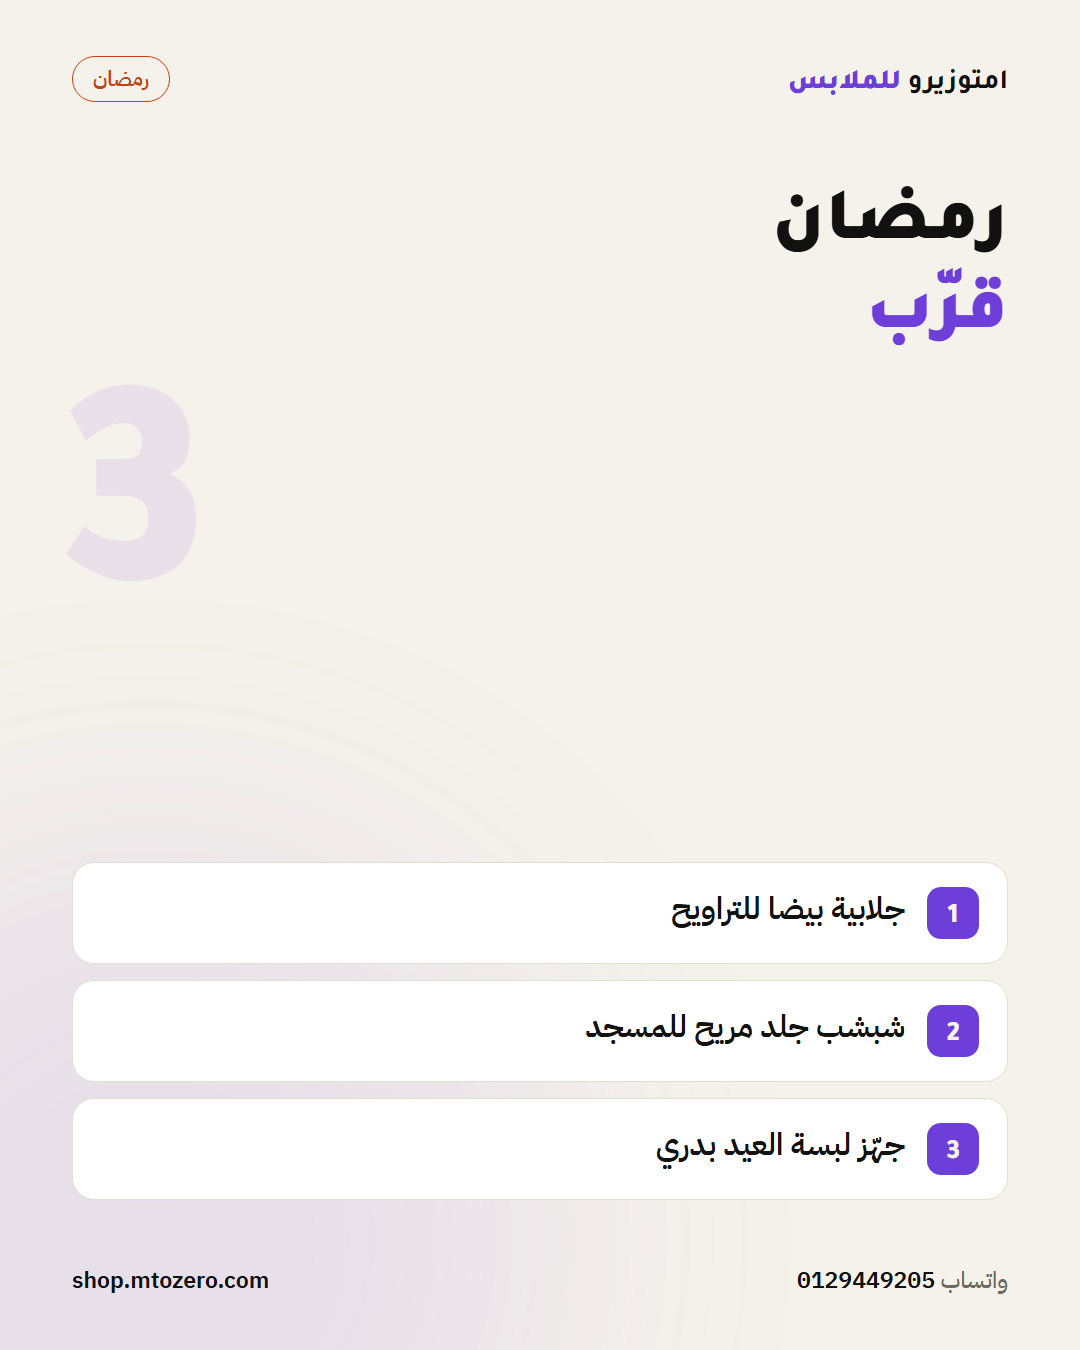 امتوزيرو للملابس
رمضان
رمضان
قرّب
3
1 جلابية بيضا للتراويح
2 شبشب جلد مريح للمسجد
3 جهّز لبسة العيد بدري
واتساب 0129449205
shop.mtozero.com